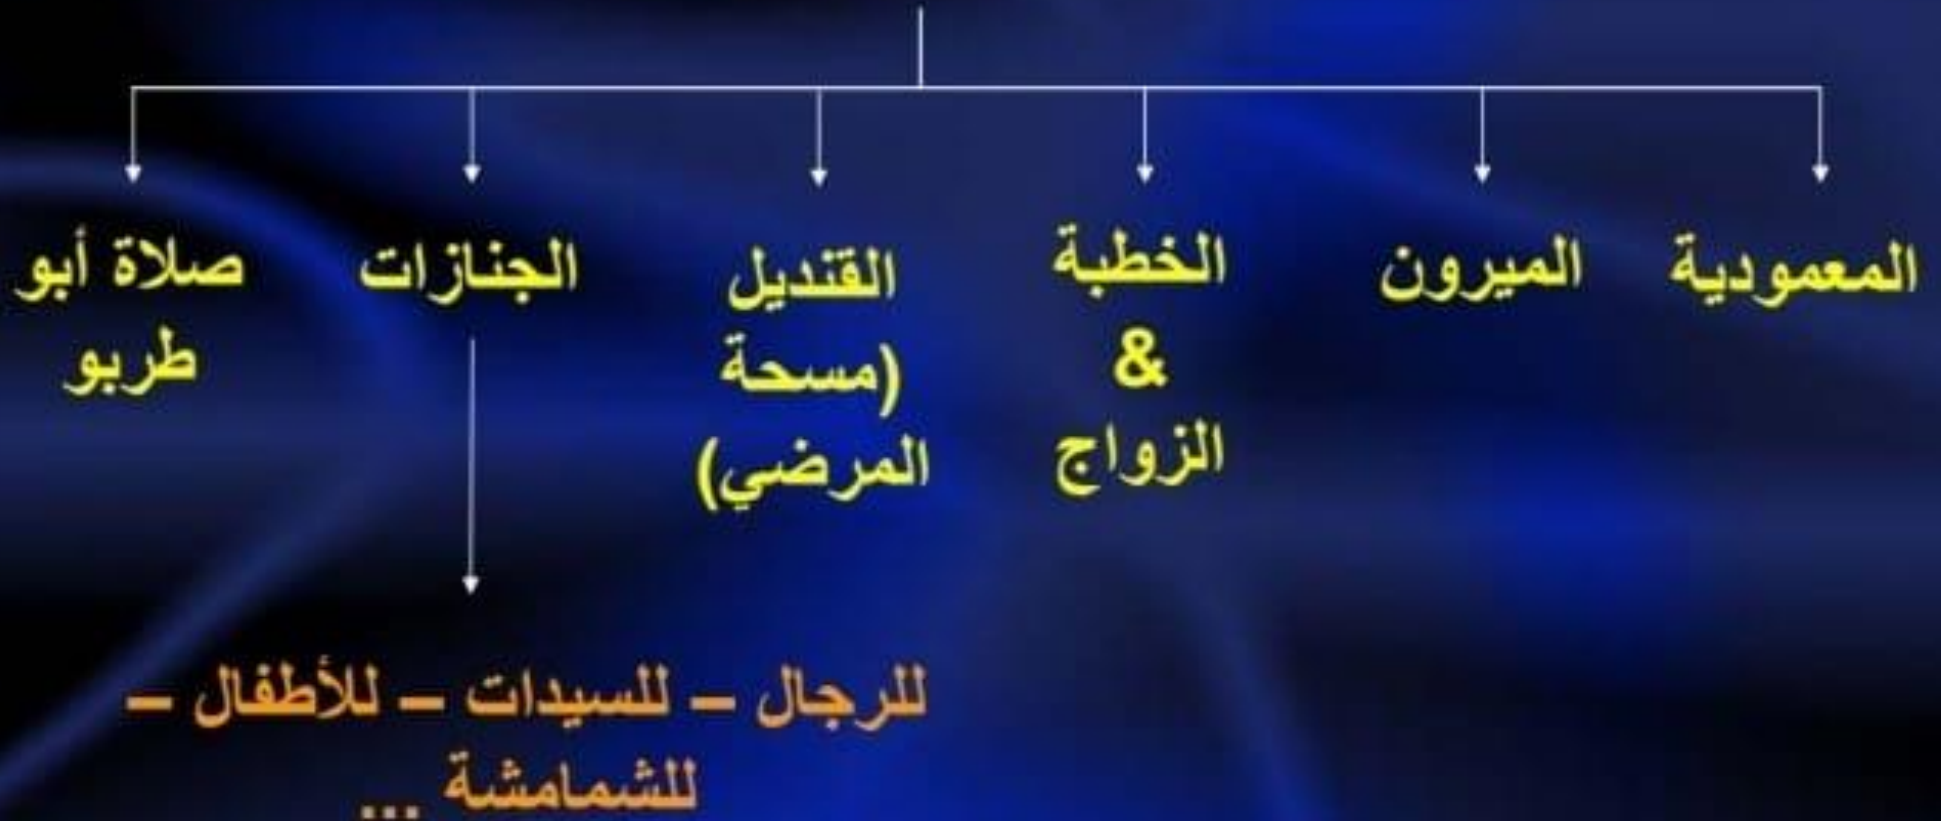 المعمودية
الميرون
الخطبة
&
الزواج
القنديل
(مسحة
المرضي)
الجنازات
صلاة أبو
طربو
للرجال – للسيدات – للأطفال –
للشمامشة ...